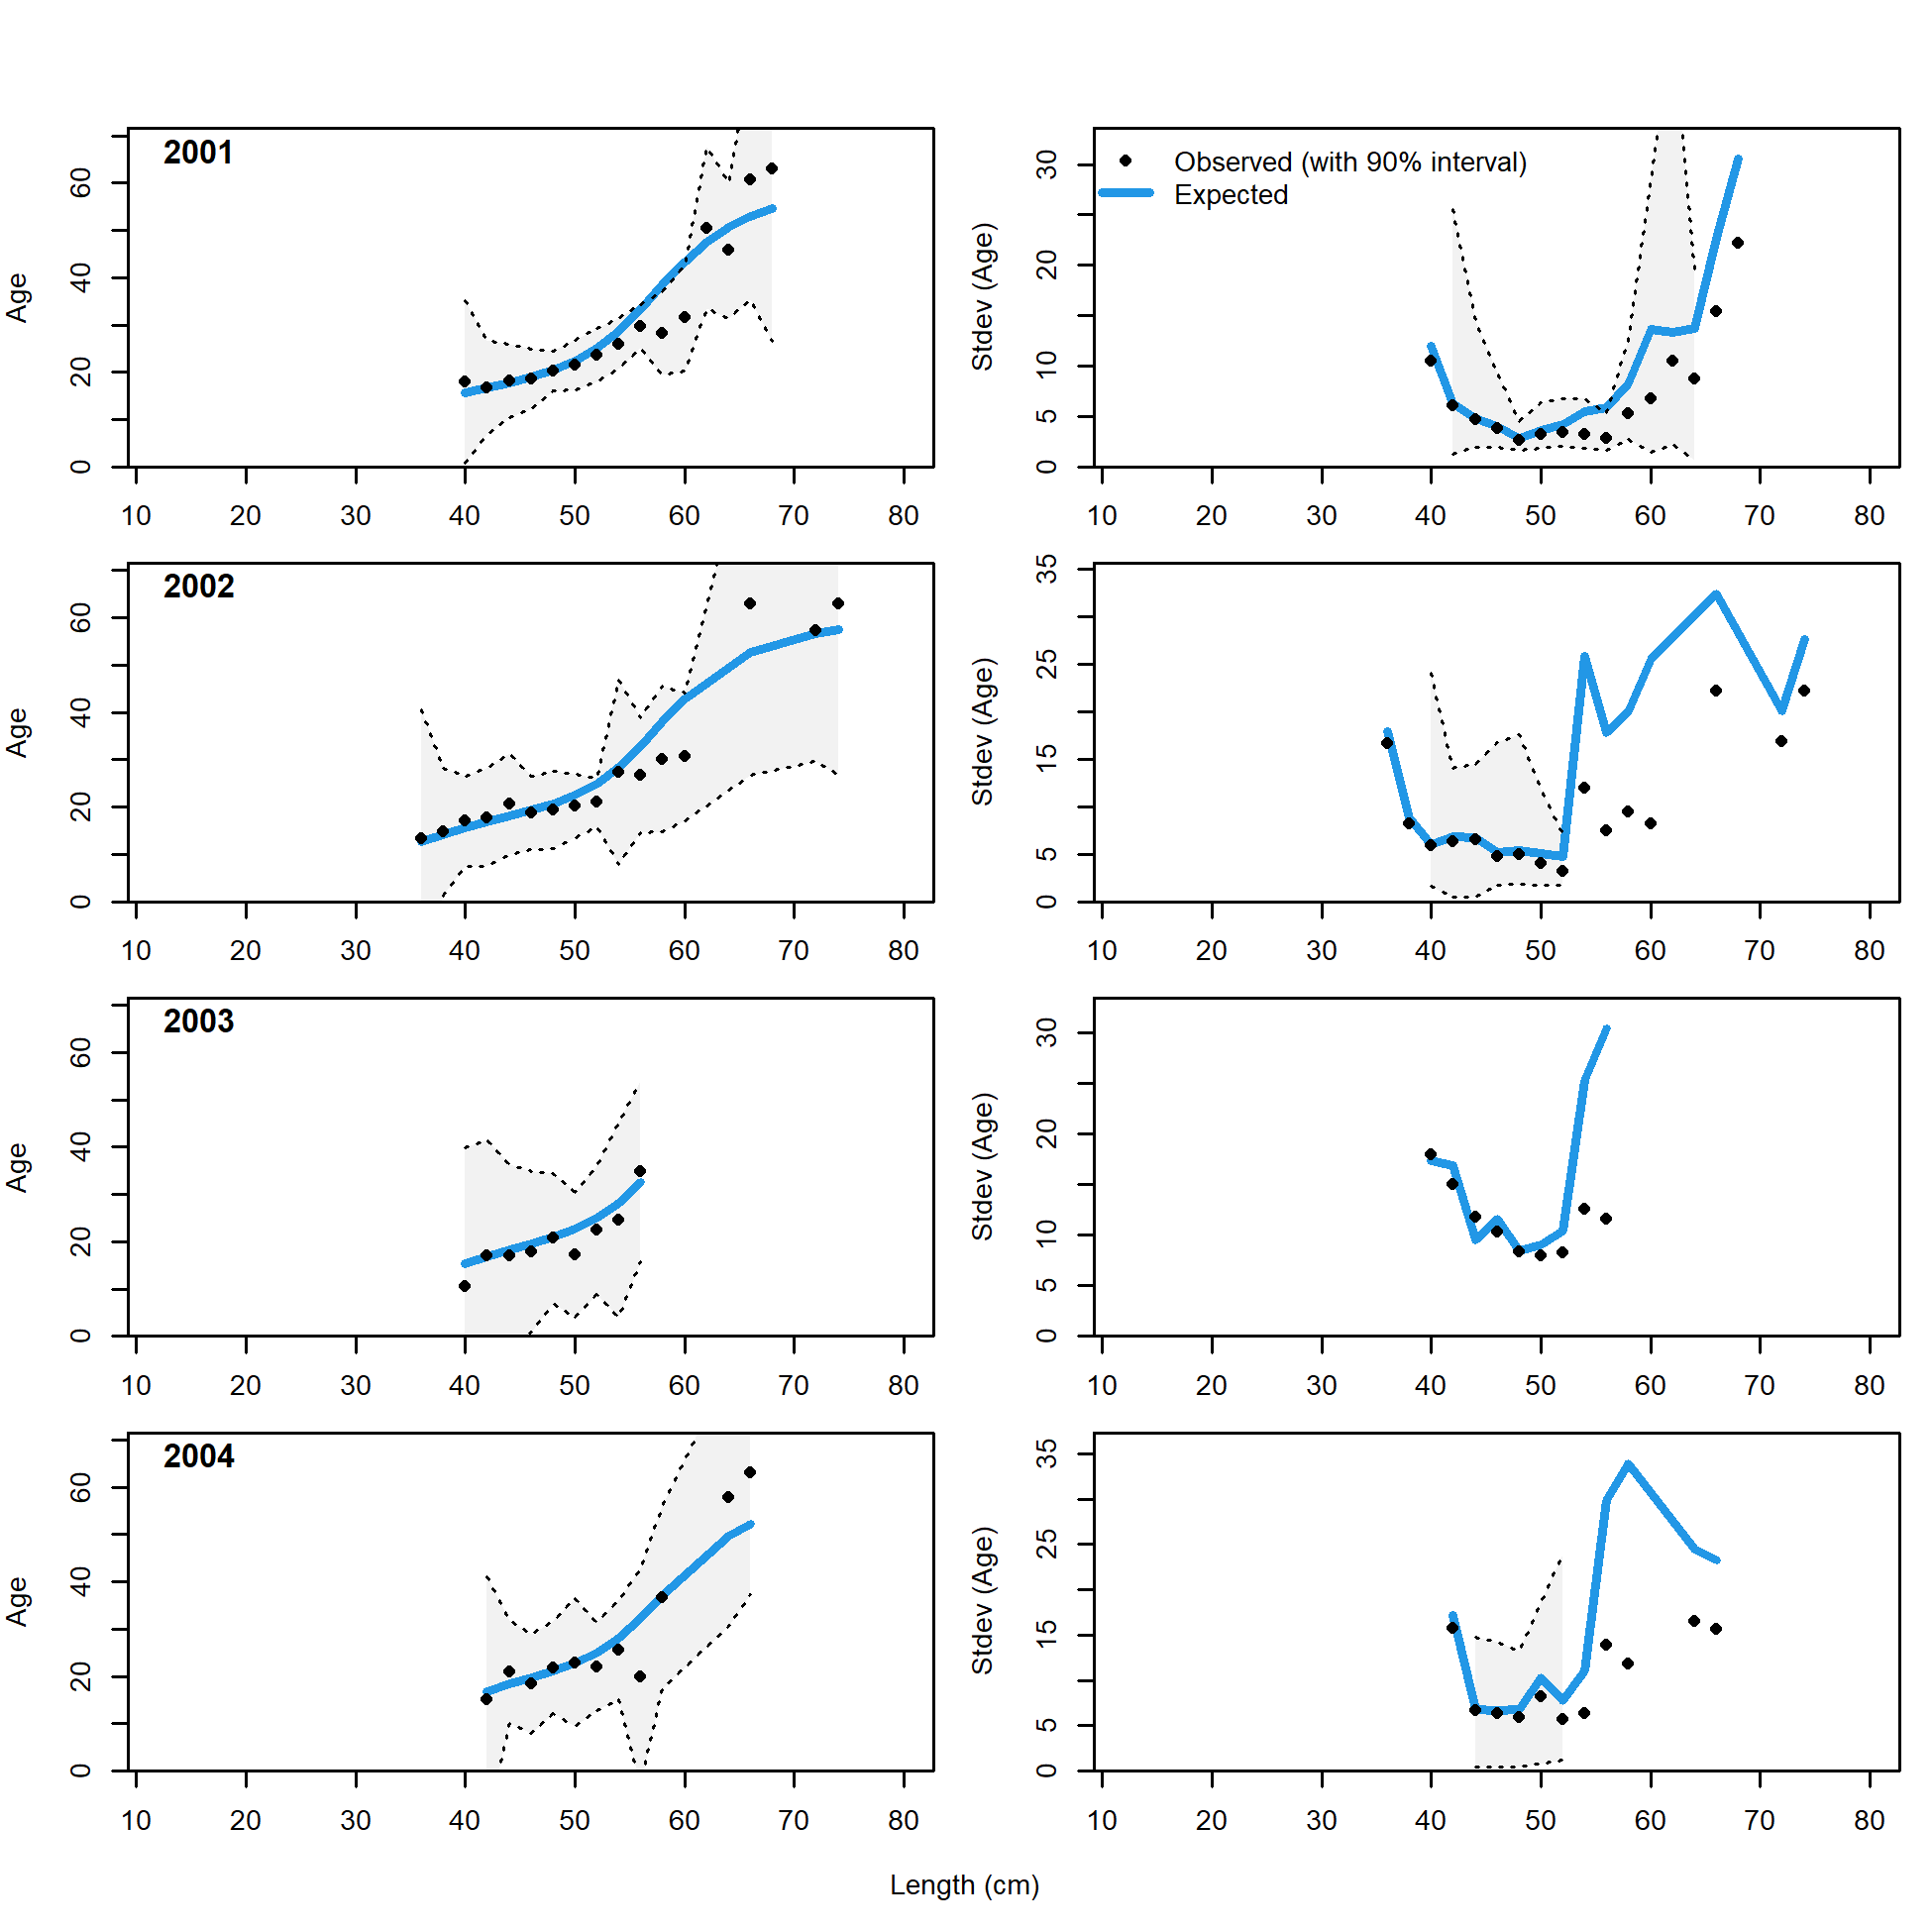 2001
Age
0 20 40 60
10 20 30 40 50 60 70 80
Observed (with 90% interval)
Expected
Stdev (Age)
0 5 10 20 30
10 20 30 40 50 60 70 80
2002
Age
0 20 40 60
10 20 30 40 50 60 70 80
Stdev (Age)
0 5 15 25 35
10 20 30 40 50 60 70 80
2003
Age
0 20 40 60
10 20 30 40 50 60 70 80
Stdev (Age)
0 5 10 20 30
10 20 30 40 50 60 70 80
2004
Age
0 20 40 60
10 20 30 40 50 60 70 80
Stdev (Age)
0 5 15 25 35
10 20 30 40 50 60 70 80
Length (cm)